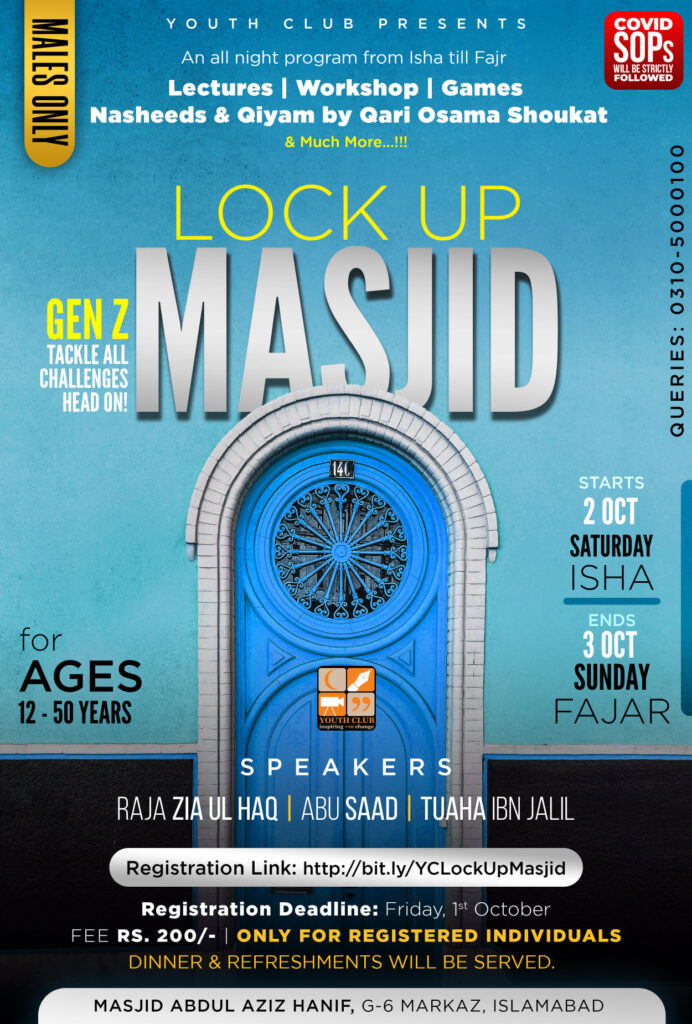 YOUTH CLUB PRESENTS
MALES ONLY
COVID
SOPs
WILL BE STRICTLY
FOLLOWED
An all night program from Isha till Fajr
Lectures | Workshop | Games
Nasheeds & Qiyam by Qari Osama Shoukat
& Much More...!!!
QUERIES: 0310-5000100
LOCK UP
MASJID
GEN Z
TACKLE ALL
CHALLENGES
HEAD ON!
140
STARTS
2 OCT
SATURDAY
ISHA
ENDS
3 OCT
SUNDAY
FAJAR
for
AGES
12 - 50 YEARS
YOUTH CLUB
inspiring +ve change
SPEAKERS
RAJA ZIA UL HAQ | ABU SAAD | TUAHA IBN JALIL
Registration Link: http://bit.ly/YCLockUpMasjid
Registration Deadline: Friday, 1st October
FEE RS. 200/- | ONLY FOR REGISTERED INDIVIDUALS
DINNER & REFRESHMENTS WILL BE SERVED.
MASJID ABDUL AZIZ HANIF, G-6 MARKAZ, ISLAMABAD